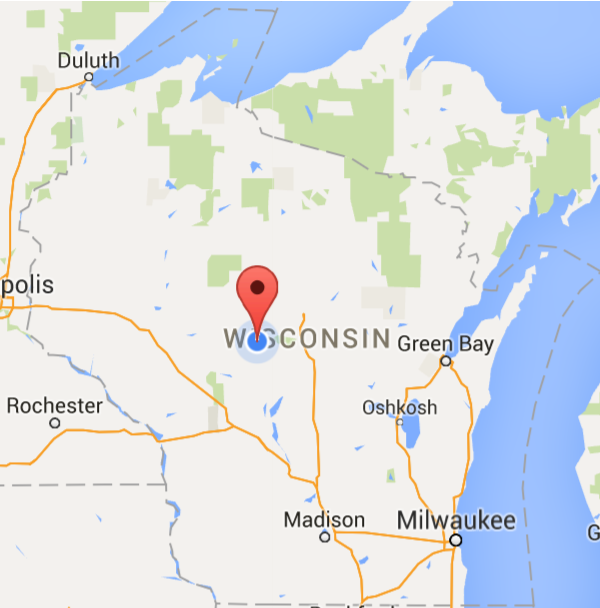 Duluth
polis
WISCONSIN
Green Bay
Rochester
Oshkosh
Madison
Milwaukee
G